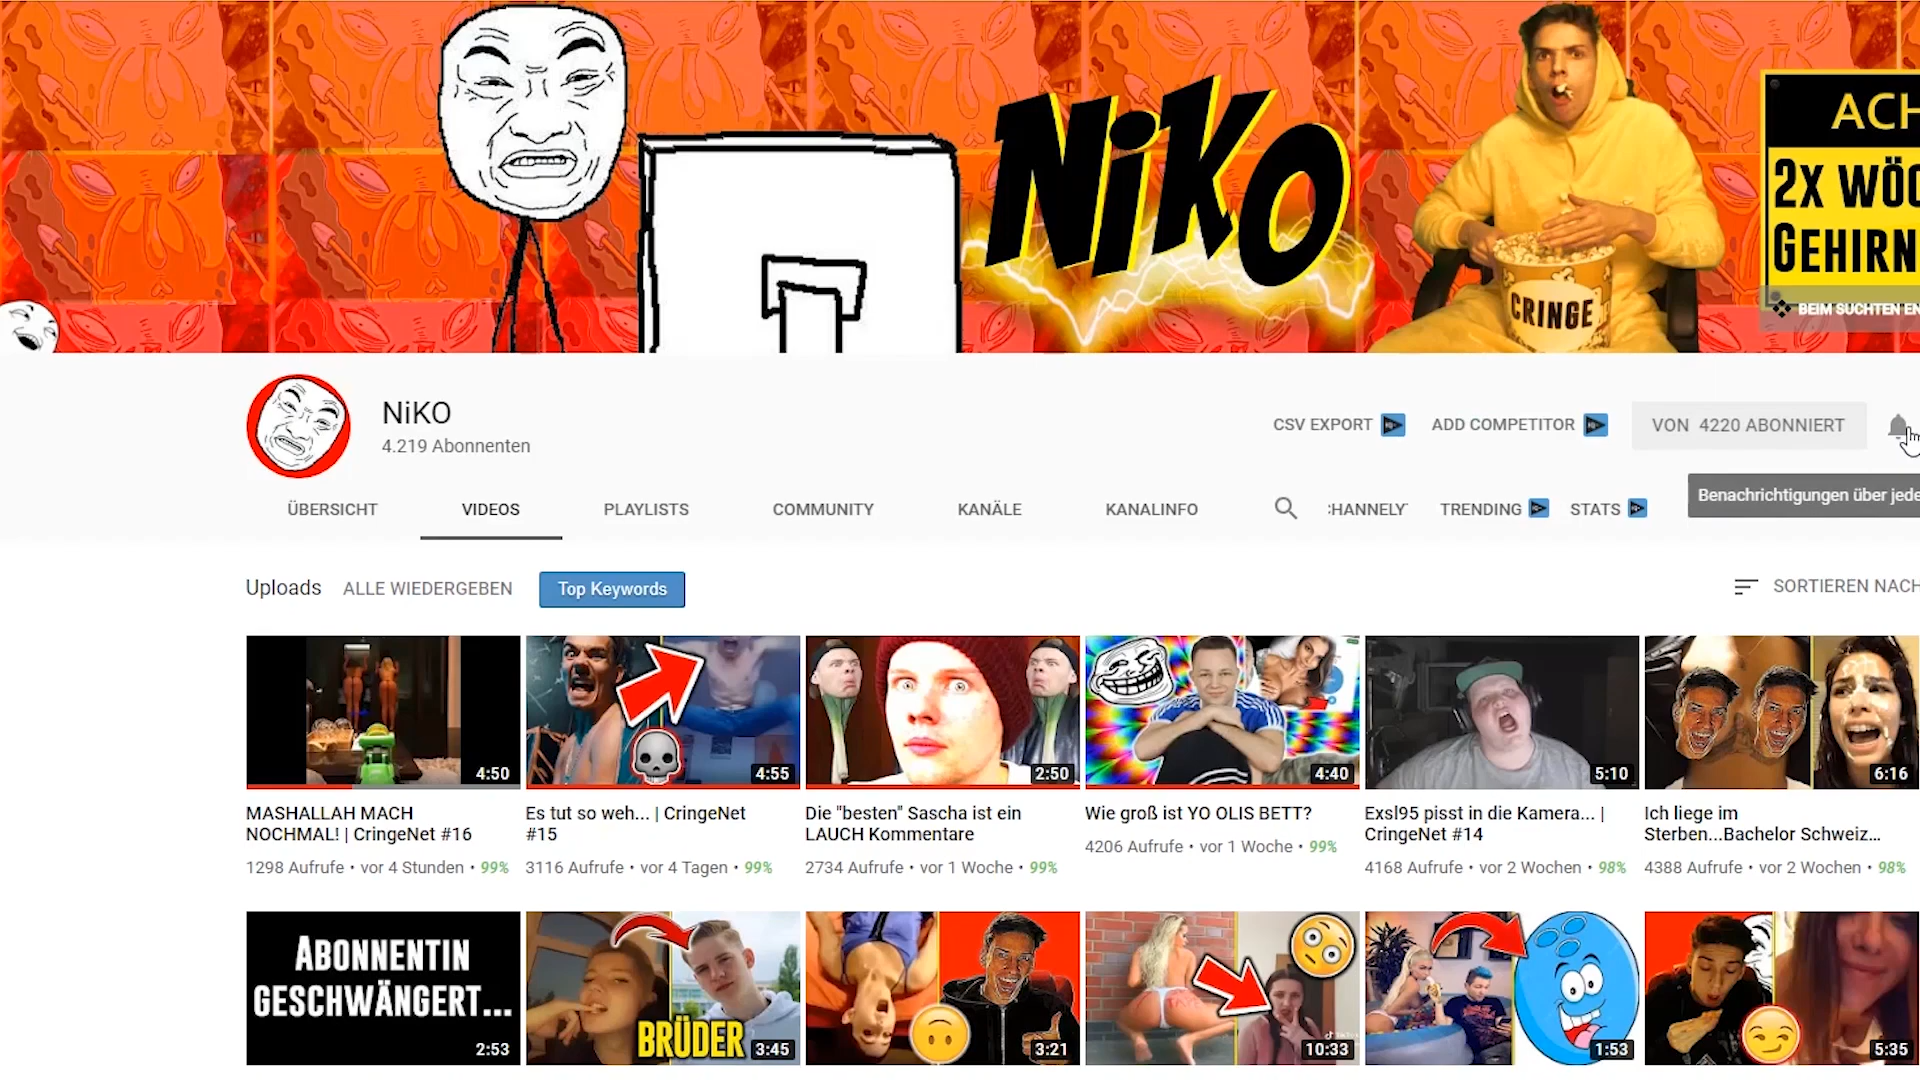 NiKO
ACH
2X WÖC
GEHIRN
CRINGE
BEIM SUCHTEN EN
NiKO
4.219 Abonnenten
CSV EXPORT
ADD COMPETITOR
VON 4220 ABONNIERT
Benachrichtigungen über jede
ÜBERSICHT
VIDEOS
PLAYLISTS
COMMUNITY
KANÄLE
KANALINFO
HANNELY
TRENDING
STATS
Uploads
ALLE WIEDERGEBEN
Top Keywords
SORTIEREN NACH
4:50
4:55
2:50
4:40
5:10
6:16
MASHALLAH MACH
NOCHMAL! | CringeNet #16
1298 Aufrufe • vor 4 Stunden • 99%
Es tut so weh... | CringeNet
#15
3116 Aufrufe • vor 4 Tagen • 99%
Die "besten" Sascha ist ein
LAUCH Kommentare
2734 Aufrufe • vor 1 Woche • 99%
Wie groß ist YO OLIS BETT?
4206 Aufrufe • vor 1 Woche • 99%
Exsl95 pisst in die Kamera... |
CringeNet #14
4168 Aufrufe • vor 2 Wochen • 98%
Ich liege im
Sterben...Bachelor Schweiz...
4388 Aufrufe • vor 2 Wochen • 98%
ABONNENTIN
GESCHWÄNGERT...
2:53
BRÜDER
3:45
3:21
10:33
1:53
5:35